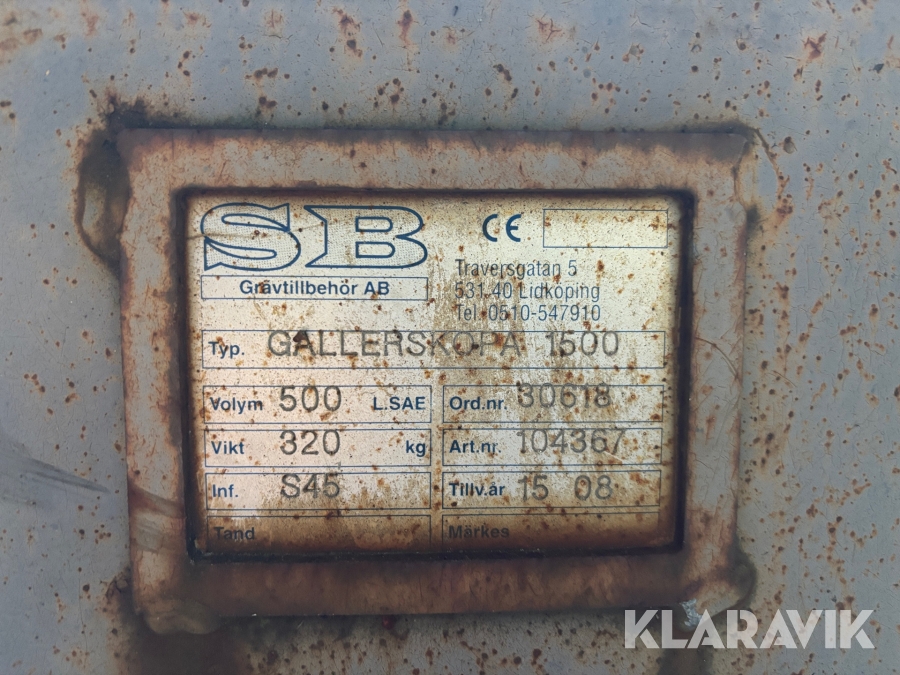 SB CE
Grävtillbehör AB
Traversgatan 5
531 40 Lidköping
Tel. 0510-547910
Typ. GALLERSKOPA 1500
Volym 500 L.SAE Ord.nr. 30618
Vikt 320 kg Art.nr. 104367
Inf. S45 Tillv.år 15 08
Tand Märkes
KLARAVIK